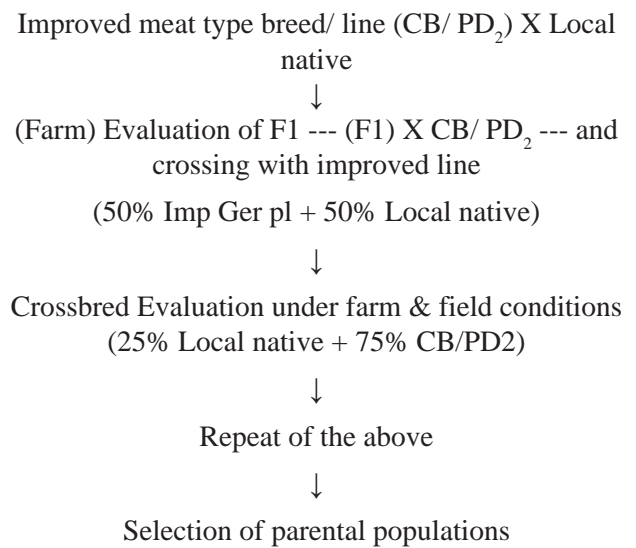 Improved meat type breed/ line (CB/ PD₂) X Local
native
↓
(Farm) Evaluation of F1 --- (F1) X CB/ PD₂ --- and
crossing with improved line
(50% Imp Ger pl + 50% Local native)
↓
Crossbred Evaluation under farm & field conditions
(25% Local native + 75% CB/PD2)
↓
Repeat of the above
↓
Selection of parental populations